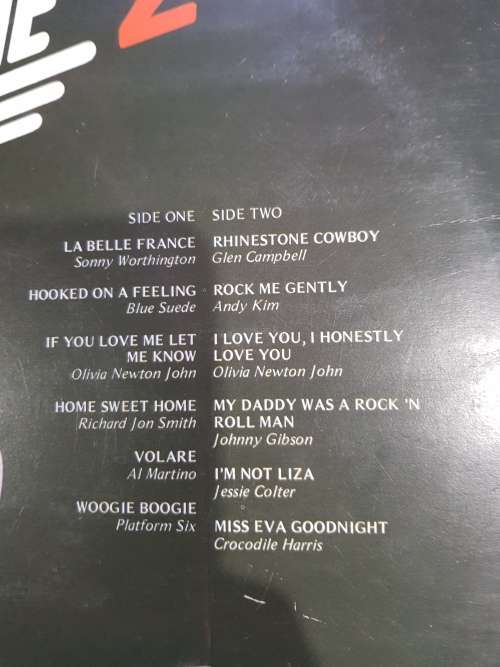 E 2
SIDE ONE
LA BELLE FRANCE
Sonny Worthington
HOOKED ON A FEELING
Blue Suede
IF YOU LOVE ME LET
ME KNOW
Olivia Newton John
HOME SWEET HOME
Richard Jon Smith
VOLARE
Al Martino
WOOGIE BOOGIE
Platform Six
SIDE TWO
RHINESTONE COWBOY
Glen Campbell
ROCK ME GENTLY
Andy Kim
I LOVE YOU, I HONESTLY
LOVE YOU
Olivia Newton John
MY DADDY WAS A ROCK 'N
ROLL MAN
Johnny Gibson
I'M NOT LIZA
Jessie Colter
MISS EVA GOODNIGHT
Crocodile Harris